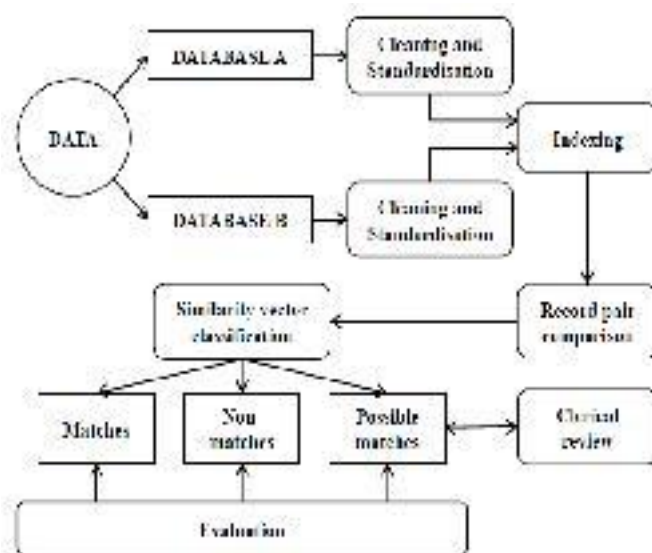 DATABASE A
Cleaning and
Standardisation
DATA
Indexing
DATABASE B
Cleaning and
Standardisation
Similarity vector
classification
Record pair
comparison
Matches
Non
matches
Possible
matches
Clerical
review
Evaluation